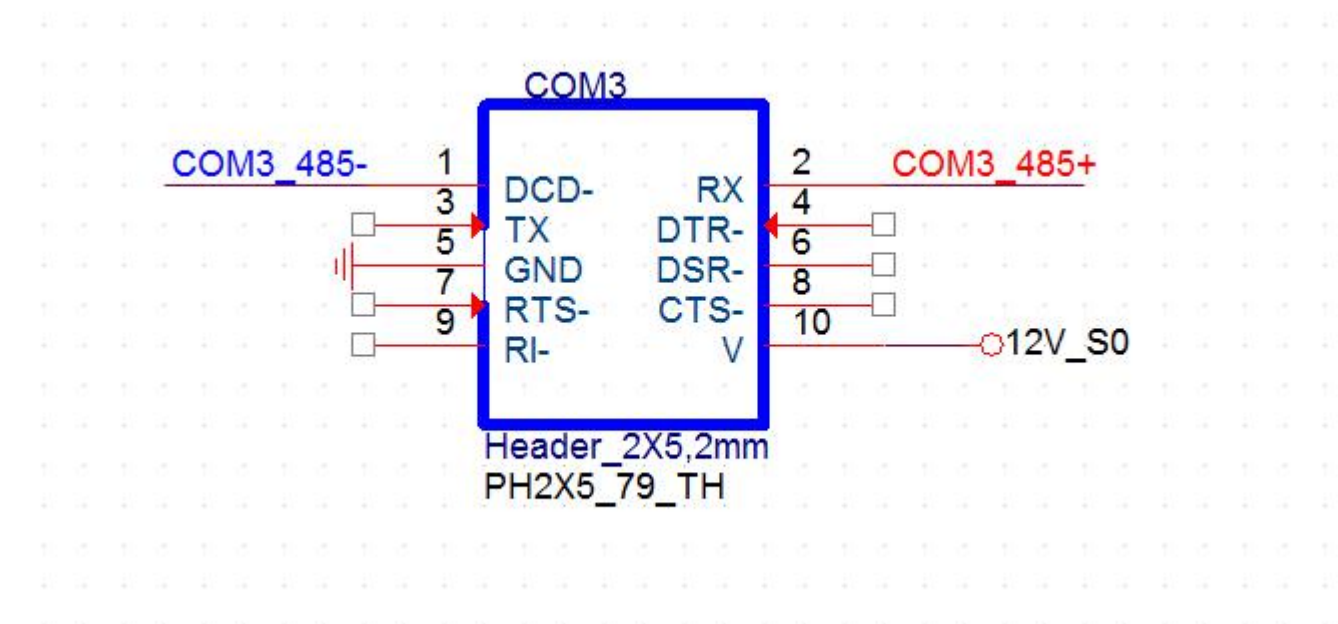 COM3
COM3_485- 1 2 COM3_485+
DCD- RX
3 4
TX DTR-
5 6
GND DSR-
7 8
RTS- CTS-
9 10
RI- V 12V_S0
Header_2X5,2mm
PH2X5_79_TH